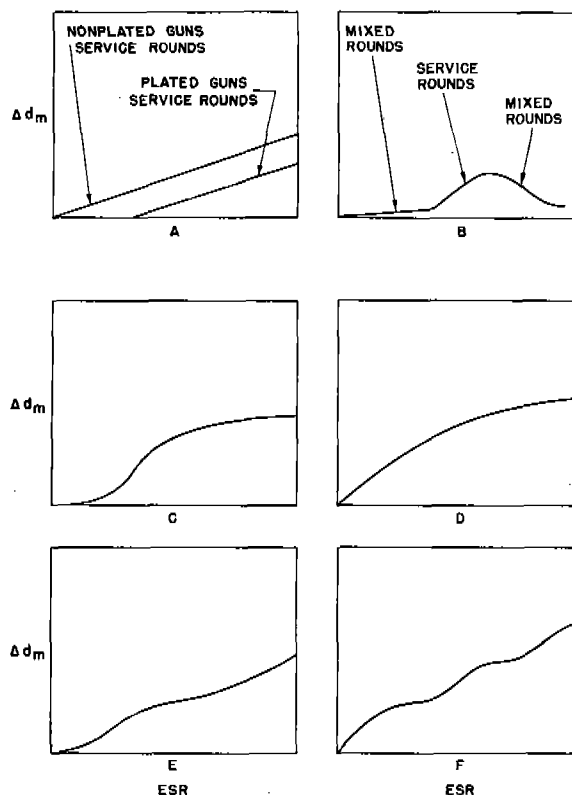 NONPLATED GUNS
SERVICE ROUNDS
PLATED GUNS
SERVICE ROUNDS
Δdm
A
MIXED
ROUNDS
SERVICE
ROUNDS
MIXED
ROUNDS
B
Δdm
C
D
Δdm
E
F
ESR
ESR